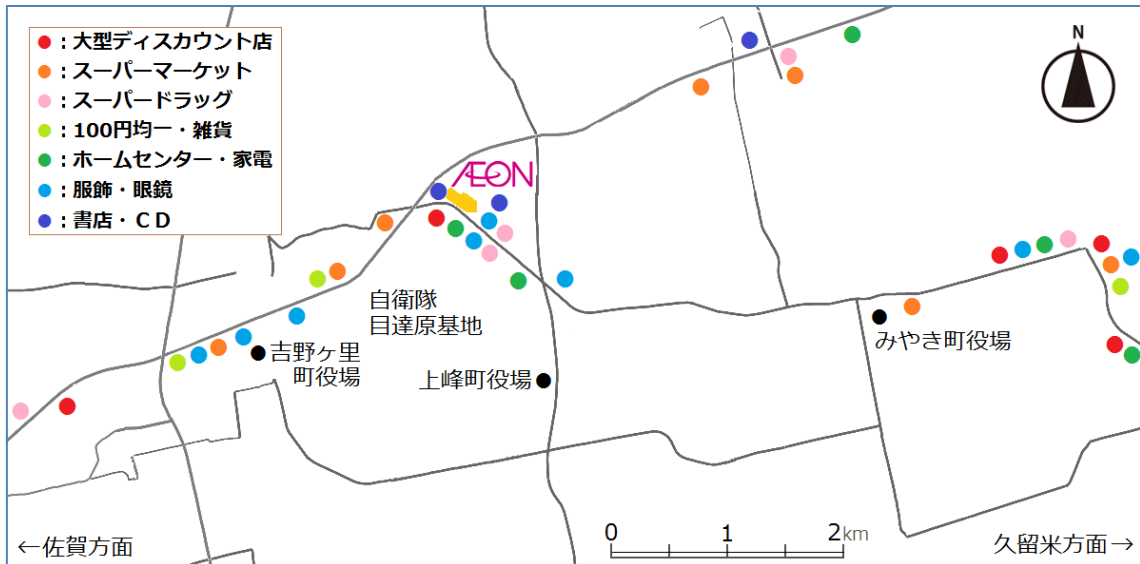 ●：大型ディスカウント店
●：スーパーマーケット
●：スーパードラッグ
●：100円均一・雑貨
●：ホームセンター・家電
●：服飾・眼鏡
●：書店・ＣＤ
N
ÆON
自衛隊
目達原基地
吉野ヶ里
町役場
上峰町役場
みやき町役場
0 1 2km
←佐賀方面
久留米方面→